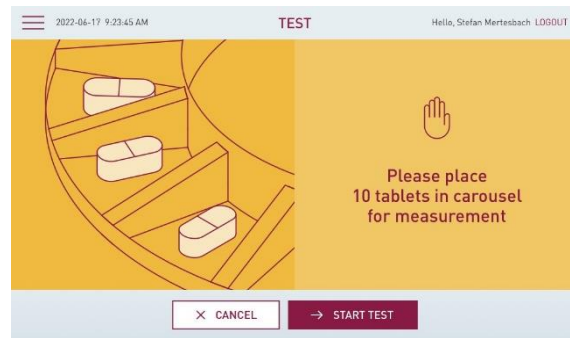 2022-06-17 9:23:45 AM TEST Hello, Stefan Mertesbach LOGOUT
Please place
10 tablets in carousel
for measurement
× CANCEL → START TEST